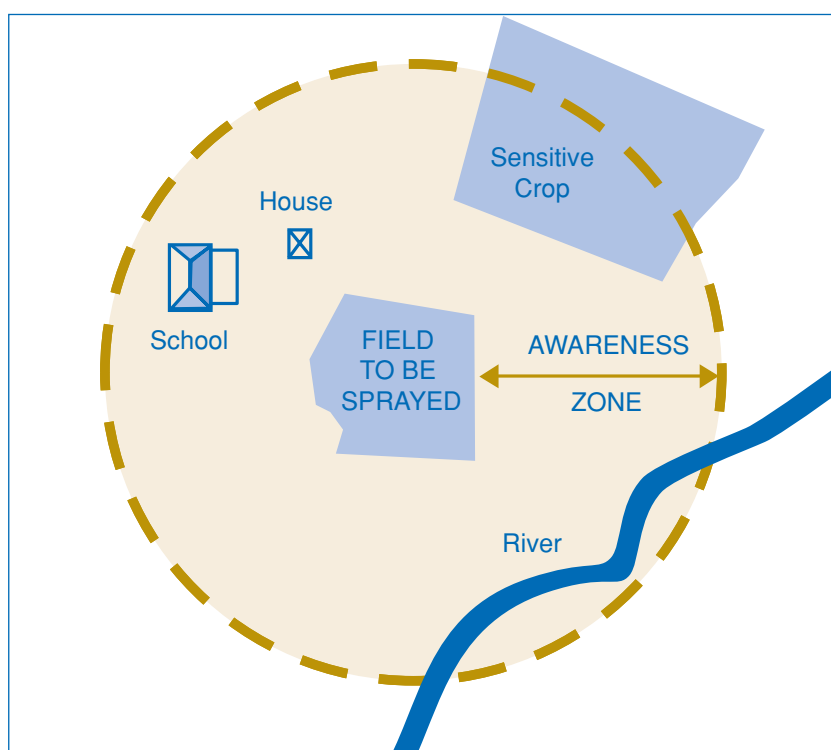 Sensitive
Crop
House
School
FIELD
TO BE
SPRAYED
AWARENESS
ZONE
River